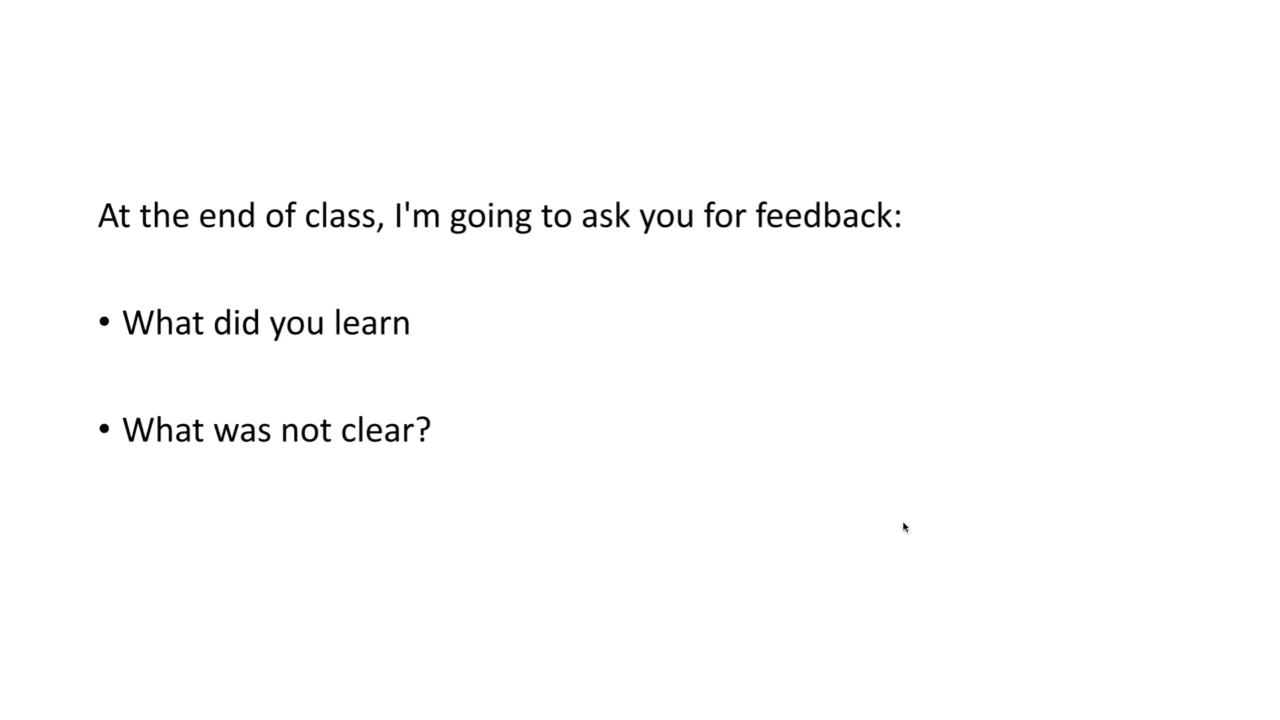 At the end of class, I'm going to ask you for feedback:
• What did you learn
• What was not clear?